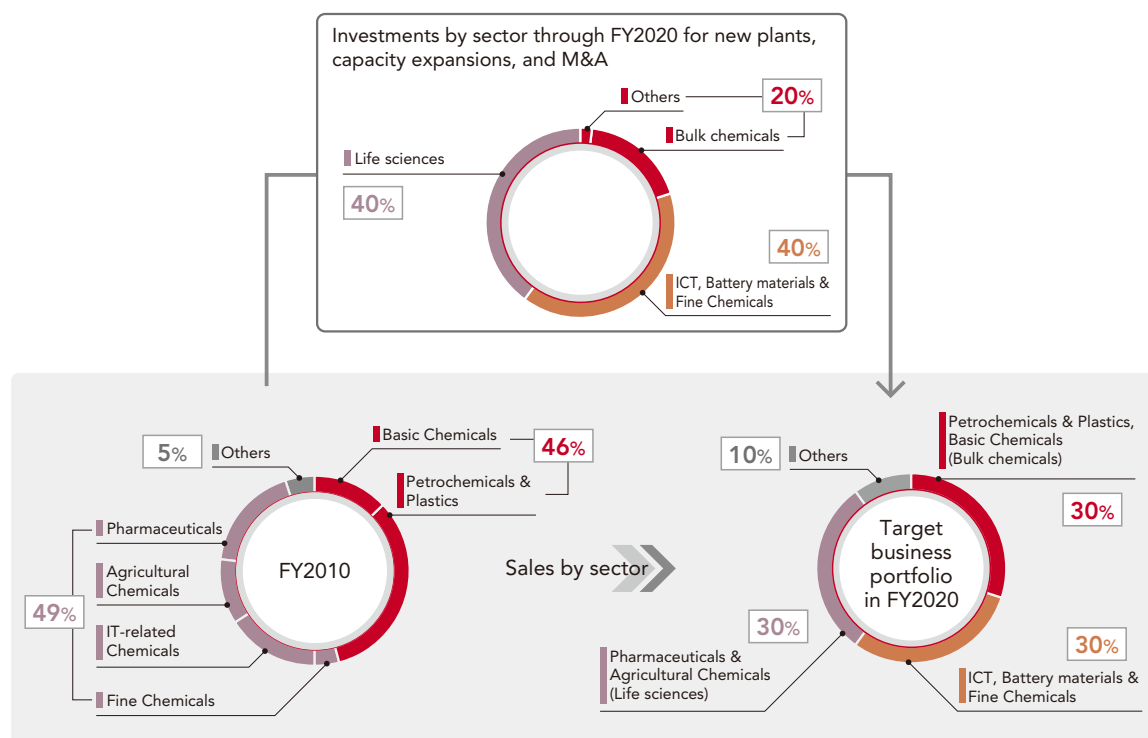 Investments by sector through FY2020 for new plants,
capacity expansions, and M&A
Others
20%
Bulk chemicals
Life sciences
40%
40%
ICT, Battery materials &
Fine Chemicals
5%
Others
Basic Chemicals
46%
Petrochemicals &
Plastics
Pharmaceuticals
Agricultural
Chemicals
49%
IT-related
Chemicals
Fine Chemicals
FY2010
Sales by sector
10%
Others
Petrochemicals & Plastics,
Basic Chemicals
(Bulk chemicals)
30%
Target
business
portfolio
in FY2020
30%
Pharmaceuticals &
Agricultural Chemicals
(Life sciences)
30%
ICT, Battery materials &
Fine Chemicals